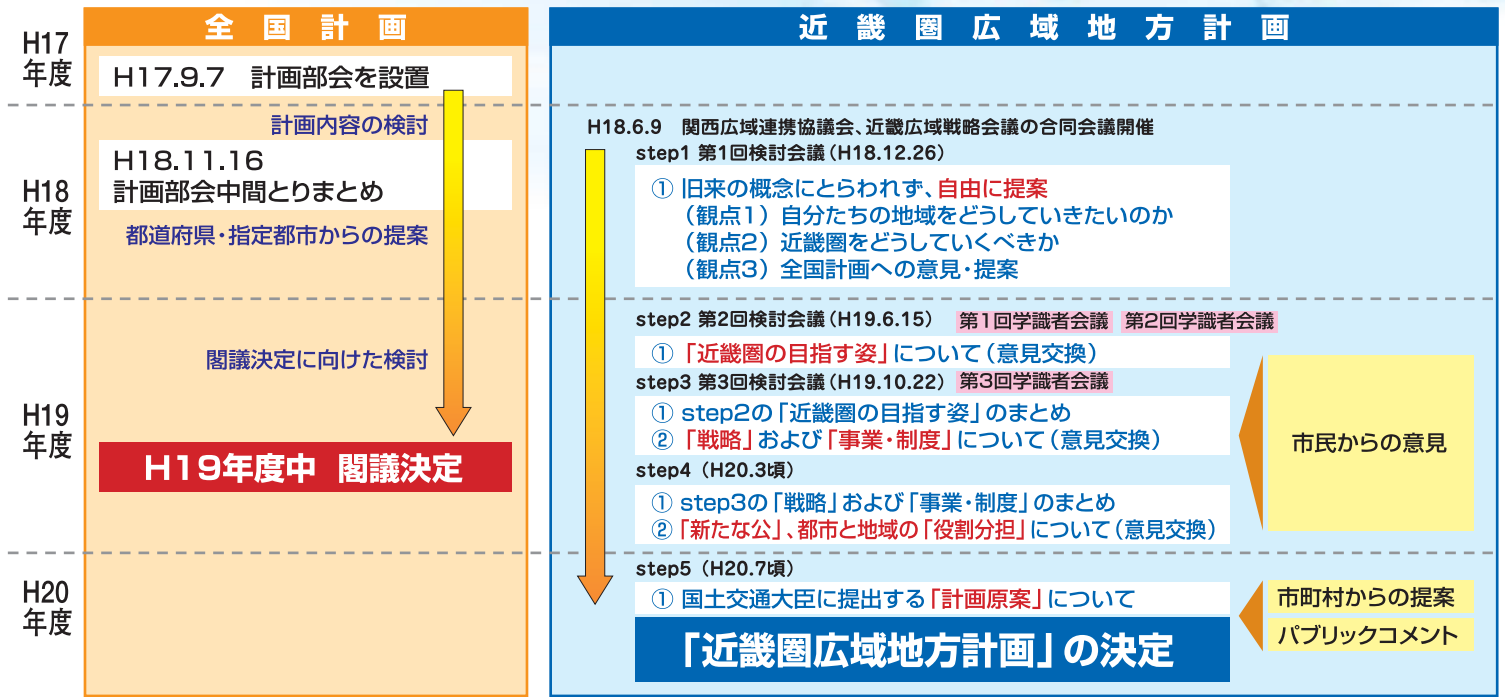 全国計画
近畿圏広域地方計画
H17
年度
H17.9.7 計画部会を設置
計画内容の検討
H18
年度
H18.11.16
計画部会中間とりまとめ
都道府県・指定都市からの提案
H18.6.9 関西広域連携協議会、近畿広域戦略会議の合同会議開催
step1 第1回検討会議(H18.12.26)
① 旧来の概念にとらわれず、自由に提案
(観点1) 自分たちの地域をどうしていきたいのか
(観点2) 近畿圏をどうしていくべきか
(観点3) 全国計画への意見・提案
H19
年度
閣議決定に向けた検討
H19年度中 閣議決定
step2 第2回検討会議(H19.6.15) 第1回学識者会議 第2回学識者会議
① 「近畿圏の目指す姿」について(意見交換)
step3 第3回検討会議(H19.10.22) 第3回学識者会議
① step2の「近畿圏の目指す姿」のまとめ
② 「戦略」および「事業・制度」について(意見交換)
step4 (H20.3頃)
① step3の「戦略」および「事業・制度」のまとめ
② 「新たな公」、都市と地域の「役割分担」について(意見交換)
市民からの意見
H20
年度
step5 (H20.7頃)
① 国土交通大臣に提出する「計画原案」について
「近畿圏広域地方計画」の決定
市町村からの提案
パブリックコメント